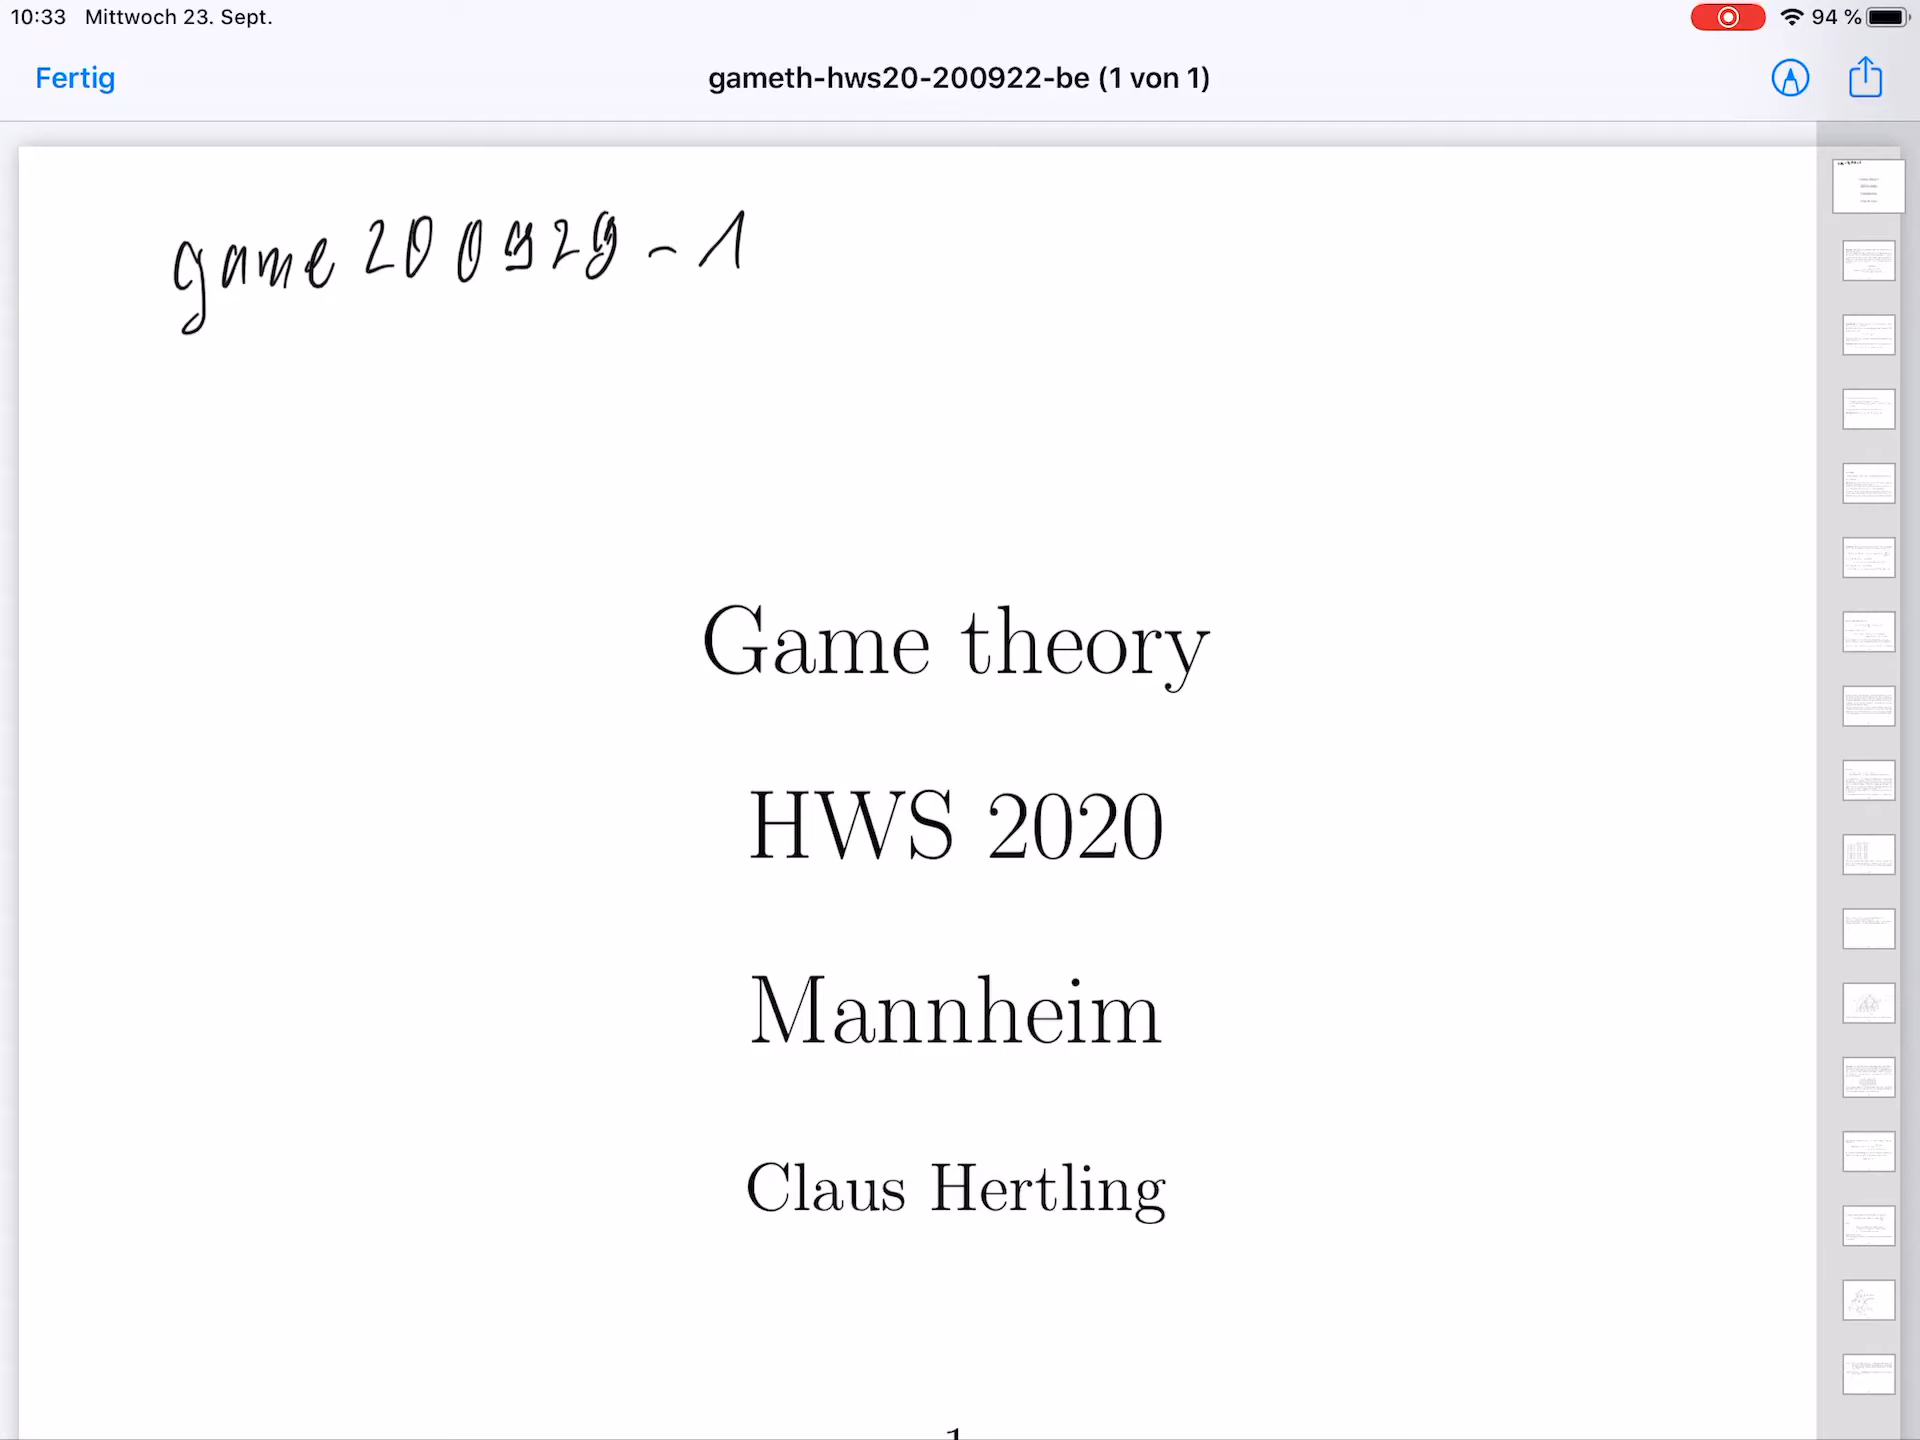 10:33 Mittwoch 23. Sept.
94 %
Fertig
gameth-hws20-200922-be (1 von 1)
game 200929 - 1
Game theory
HWS 2020
Mannheim
Claus Hertling
1